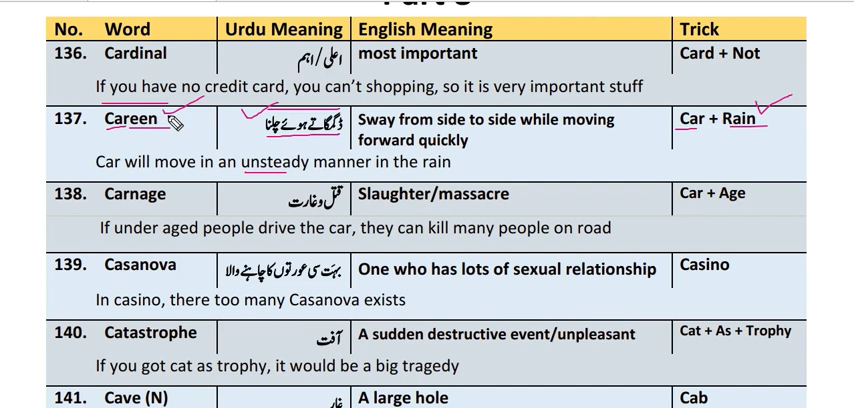 No. Word Urdu Meaning English Meaning Trick
136. Cardinal اعلیٰ/اہم most important Card + Not
If you have no credit card, you can't shopping, so it is very important stuff
137. Careen ڈگمگاتے ہوئے چلنا Sway from side to side while moving Car + Rain
forward quickly
Car will move in an unsteady manner in the rain
138. Carnage قتل وغارت Slaughter/massacre Car + Age
If under aged people drive the car, they can kill many people on road
139. Casanova بہت سی عورتوں کا چاہنے والا One who has lots of sexual relationship Casino
In casino, there too many Casanova exists
140. Catastrophe آفت A sudden destructive event/unpleasant Cat + As + Trophy
If you got cat as trophy, it would be a big tragedy
141. Cave (N) غار A large hole Cab